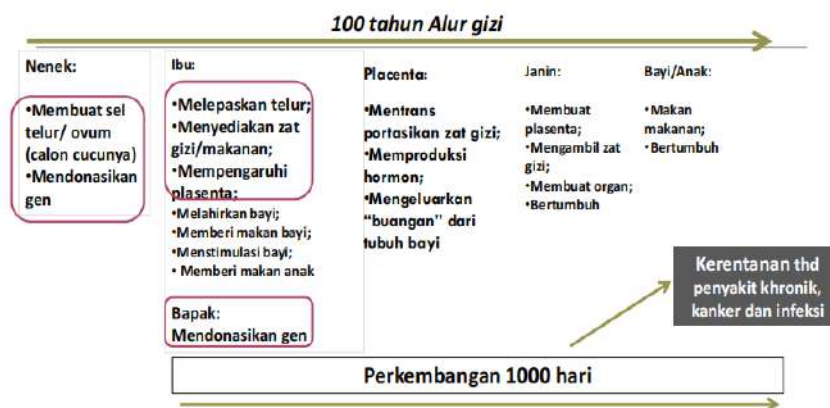 100 tahun Alur gizi
Nenek:
•Membuat sel
telur/ ovum
(calon cucunya)
•Mendonasikan
gen
Ibu:
•Melepaskan telur;
•Menyediakan zat
gizi/makanan;
•Mempengaruhi
plasenta;
•Melahirkan bayi;
•Memberi makan bayi;
•Menstimulasi bayi;
• Memberi makan anak
Bapak:
Mendonasikan gen
Placenta:
•Mentrans
portasikan zat gizi;
•Memproduksi
hormon;
•Mengeluarkan
“buangan” dari
tubuh bayi
Janin:
•Membuat
plasenta;
•Mengambil zat
gizi;
•Membuat organ;
•Bertumbuh
Bayi/Anak:
•Makan
makanan;
•Bertumbuh
Kerentanan thd
penyakit khronik,
kanker dan infeksi
Perkembangan 1000 hari